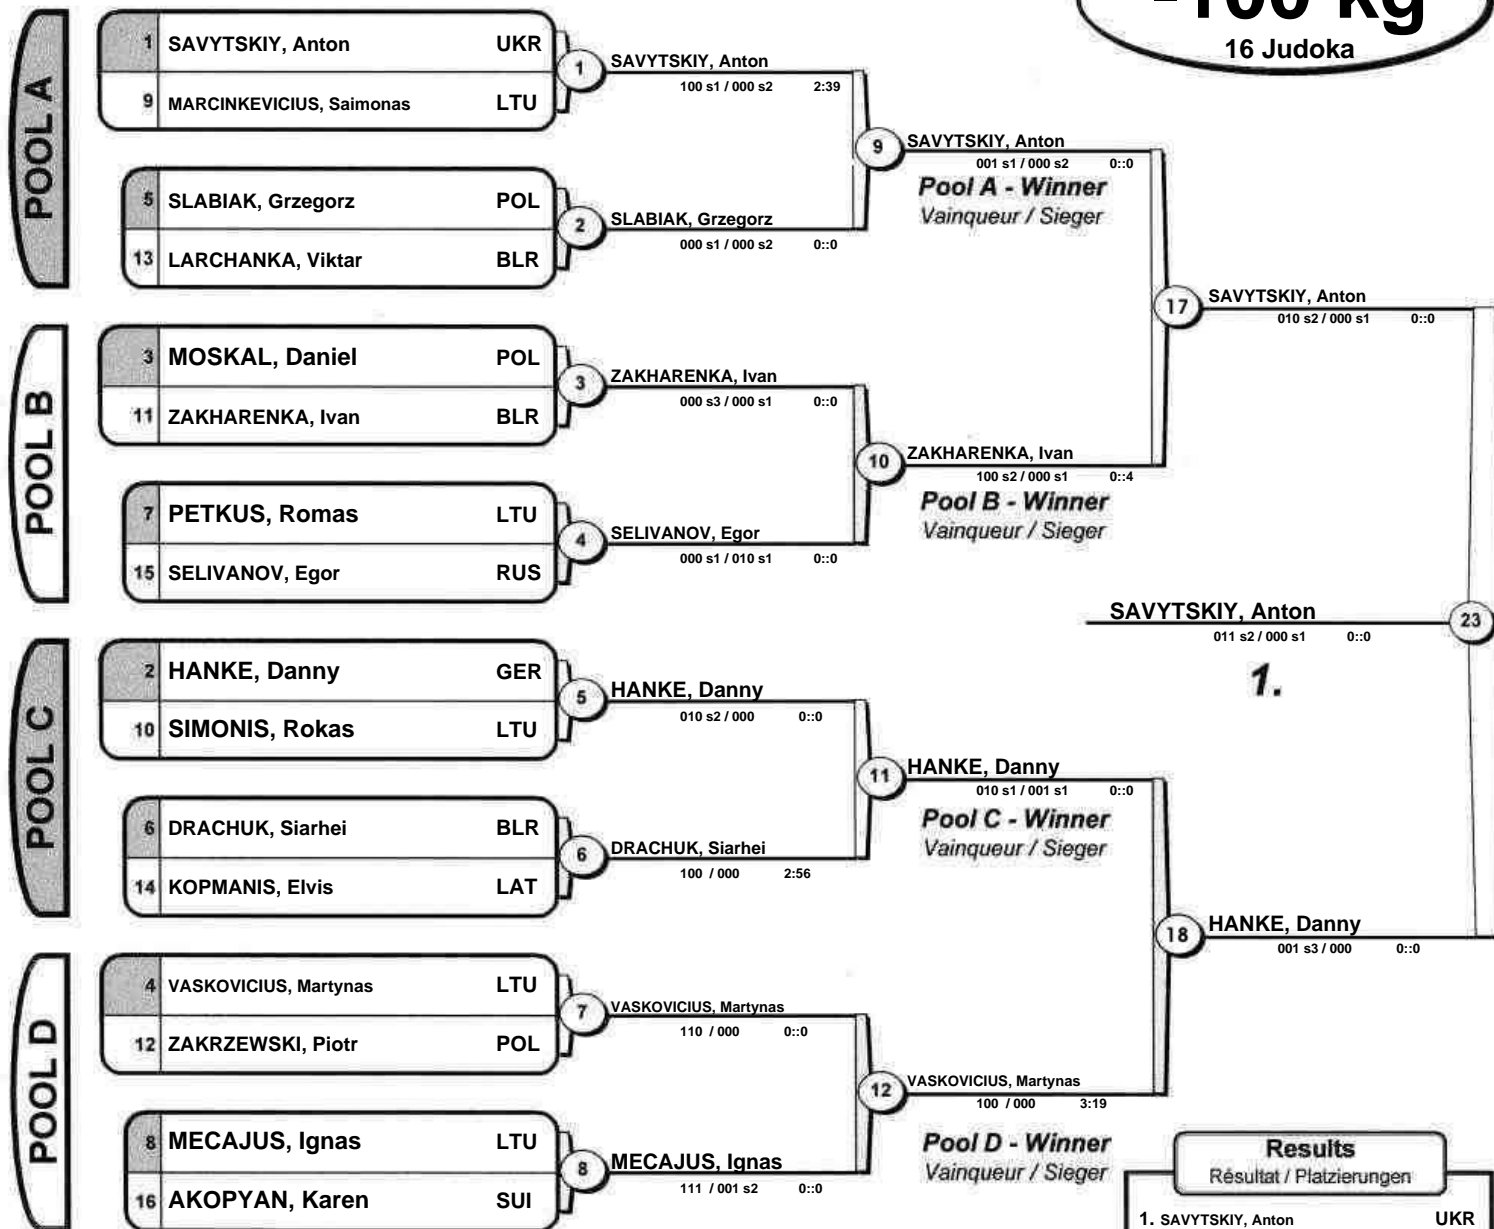 -100 kg
16 Judoka
POOL A
1 SAVYTSKIY, Anton UKR
9 MARCINKEVICIUS, Saimonas LTU
1
SAVYTSKIY, Anton
100 s1 / 000 s2 2:39
5 SLABIAK, Grzegorz POL
13 LARCHANKA, Viktar BLR
2
SLABIAK, Grzegorz
000 s1 / 000 s2 0::0
9
SAVYTSKIY, Anton
001 s1 / 000 s2 0::0
Pool A - Winner
Vainqueur / Sieger
POOL B
3 MOSKAL, Daniel POL
11 ZAKHARENKA, Ivan BLR
3
ZAKHARENKA, Ivan
000 s3 / 000 s1 0::0
7 PETKUS, Romas LTU
15 SELIVANOV, Egor RUS
4
SELIVANOV, Egor
000 s1 / 010 s1 0::0
10
ZAKHARENKA, Ivan
100 s2 / 000 s1 0::4
Pool B - Winner
Vainqueur / Sieger
17
SAVYTSKIY, Anton
010 s2 / 000 s1 0::0
SAVYTSKIY, Anton
23
011 s2 / 000 s1 0::0
1.
POOL C
2 HANKE, Danny GER
10 SIMONIS, Rokas LTU
5
HANKE, Danny
010 s2 / 000 0::0
6 DRACHUK, Siarhei BLR
14 KOPMANIS, Elvis LAT
6
DRACHUK, Siarhei
100 / 000 2:56
11
HANKE, Danny
010 s1 / 001 s1 0::0
Pool C - Winner
Vainqueur / Sieger
18
HANKE, Danny
001 s3 / 000 0::0
POOL D
4 VASKOVICIUS, Martynas LTU
12 ZAKRZEWSKI, Piotr POL
7
VASKOVICIUS, Martynas
110 / 000 0::0
8 MECAJUS, Ignas LTU
16 AKOPYAN, Karen SUI
8
MECAJUS, Ignas
111 / 001 s2 0::0
12
VASKOVICIUS, Martynas
100 / 000 3:19
Pool D - Winner
Vainqueur / Sieger
Results
Résultat / Platzierungen
1. SAVYTSKIY, Anton UKR